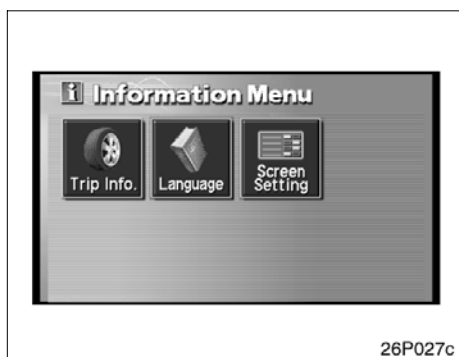 i Information Menu
Trip Info.
Language
Screen
Setting
26P027c